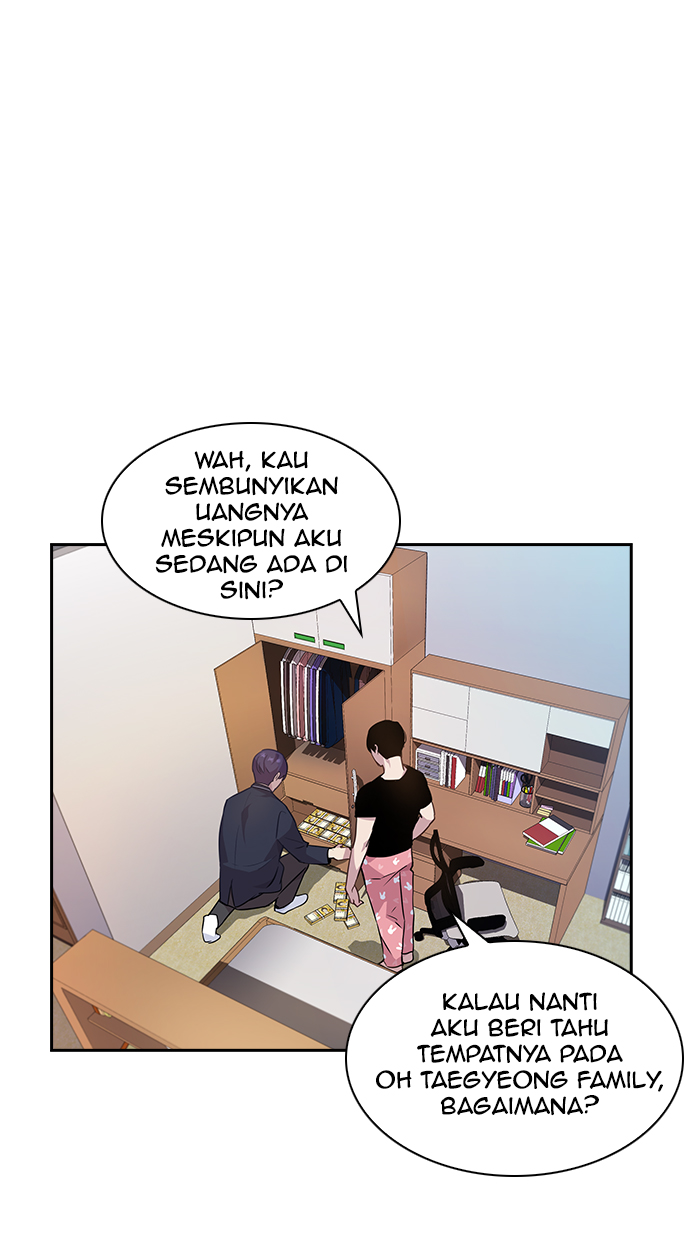 WAH, KAU
SEMBUNYIKAN
UANGNYA
MESKIPUN AKU
SEDANG ADA DI
SINI?
KALAU NANTI
AKU BERI TAHU
TEMPATNYA PADA
OH TAEGYEONG FAMILY,
BAGAIMANA?